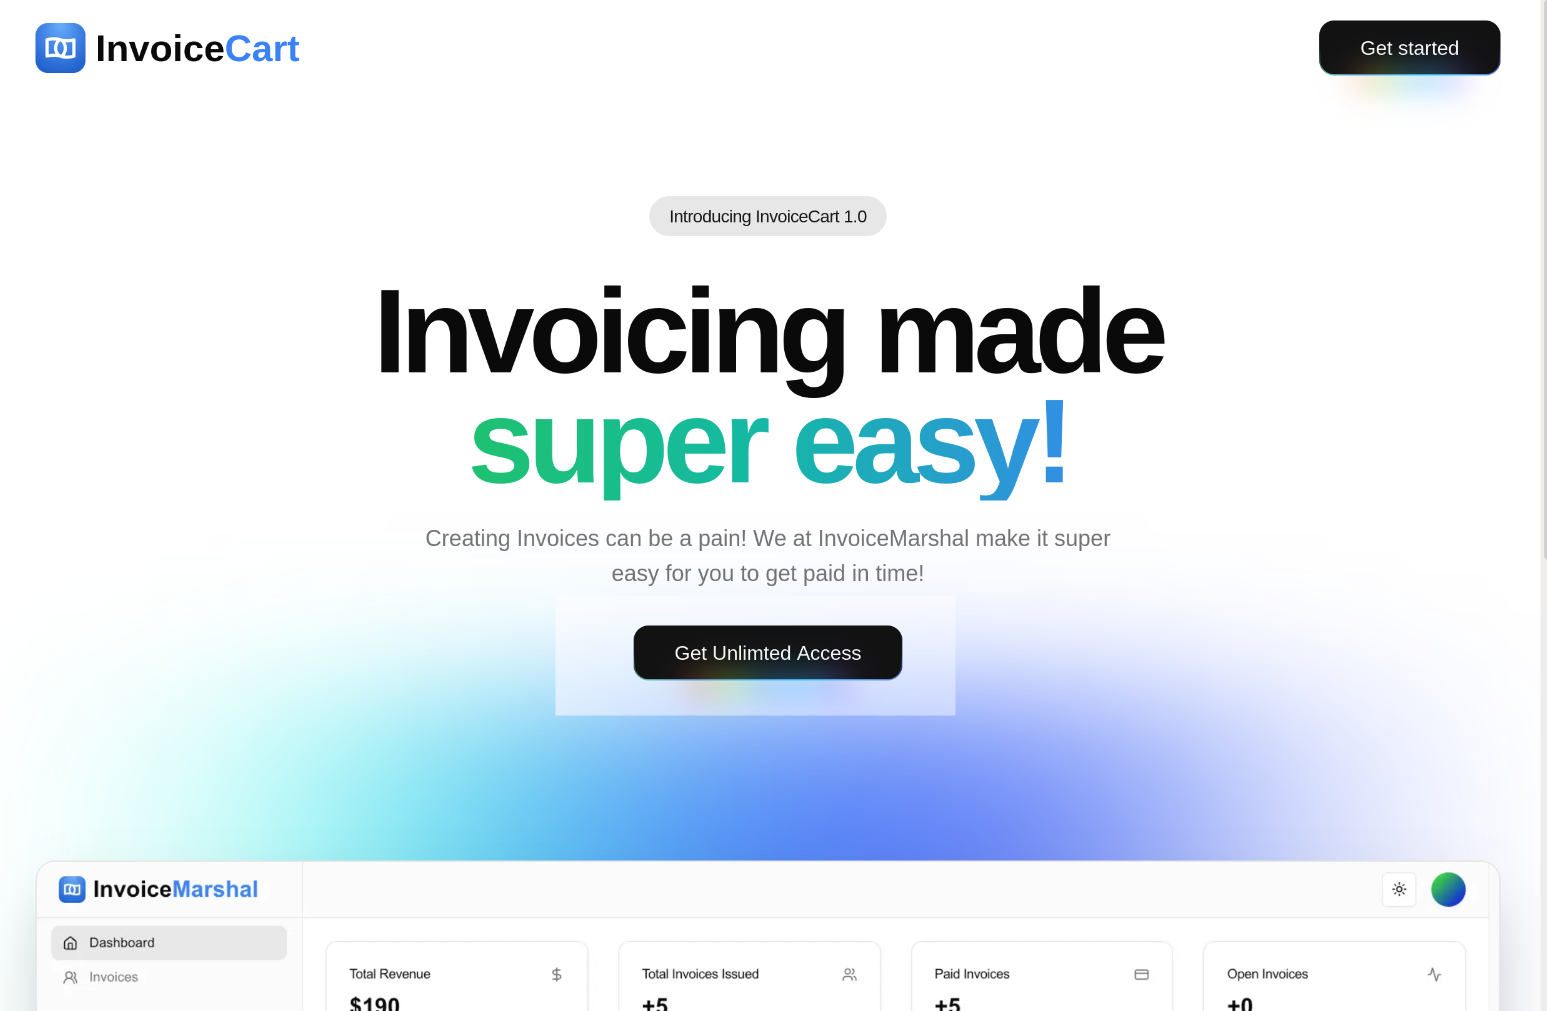 InvoiceCart
Get started
Introducing InvoiceCart 1.0
Invoicing made
super easy!
Creating Invoices can be a pain! We at InvoiceMarshal make it super
easy for you to get paid in time!
Get Unlimted Access
InvoiceMarshal
Dashboard
Invoices
Total Revenue
$190
Total Invoices Issued
+5
Paid Invoices
+5
Open Invoices
+0